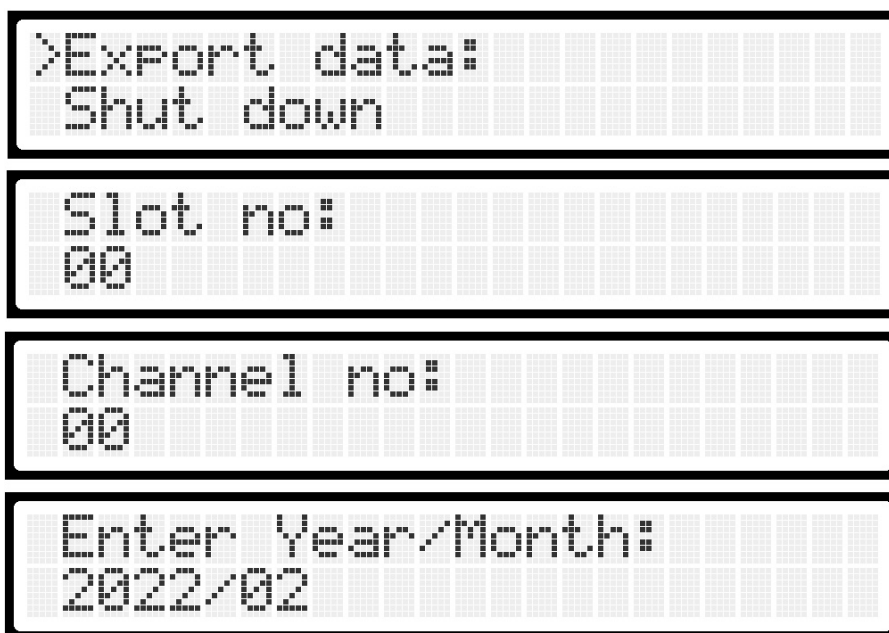 >Export data:
Shut down
Slot no:
00
Channel no:
00
Enter Year/Month:
2022/02